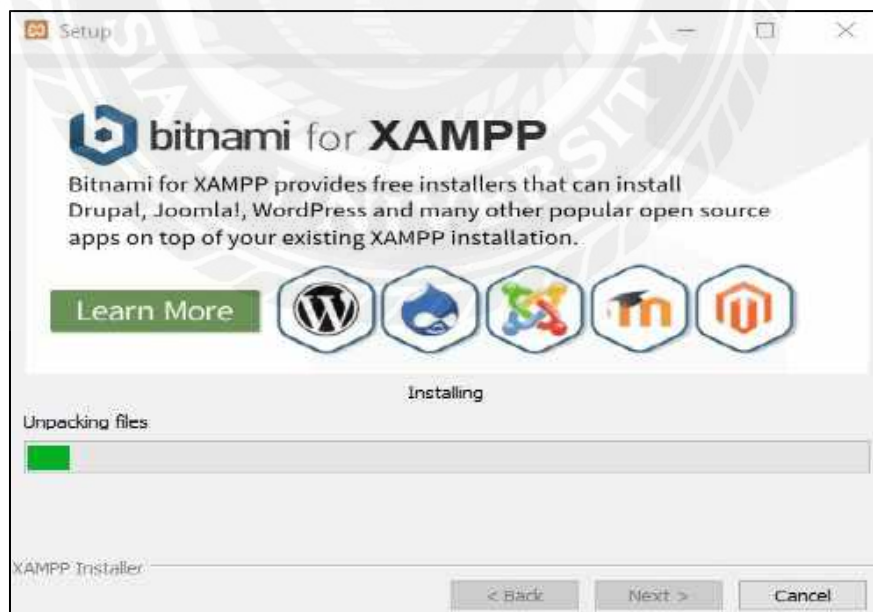 Setup
SIAM UNIVERSITY
bitnami for XAMPP
Bitnami for XAMPP provides free installers that can install
Drupal, Joomla!, WordPress and many other popular open source
apps on top of your existing XAMPP installation.
Learn More
Installing
Unpacking files
XAMPP Installer
< Back
Next >
Cancel